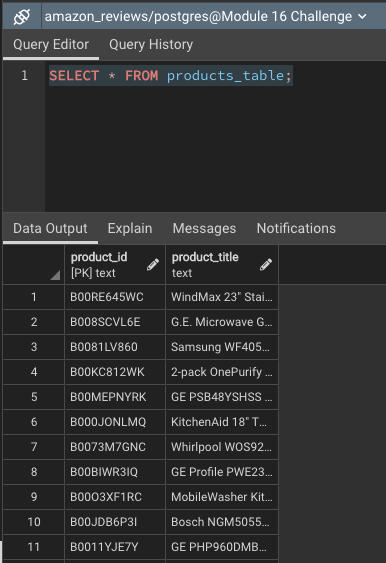 amazon_reviews/postgres@Module 16 Challenge
Query Editor Query History
1 SELECT * FROM products_table;
Data Output Explain Messages Notifications
product_id product_title
[PK] text text
1 B00RE645WC WindMax 23" Stai...
2 B008SCVL6E G.E. Microwave G...
3 B0081LV860 Samsung WF405...
4 B00KC812WK 2-pack OnePurify ...
5 B00MEPNYRK GE PSB48YSHSS ...
6 B000JONLMQ KitchenAid 18" T...
7 B0073M7GNC Whirlpool WOS92...
8 B00BIWR3IQ GE Profile PWE23...
9 B00O3XF1RC MobileWasher Kit...
10 B00JDB6P3I Bosch NGM5055...
11 B0011YJE7Y GE PHP960DMB...